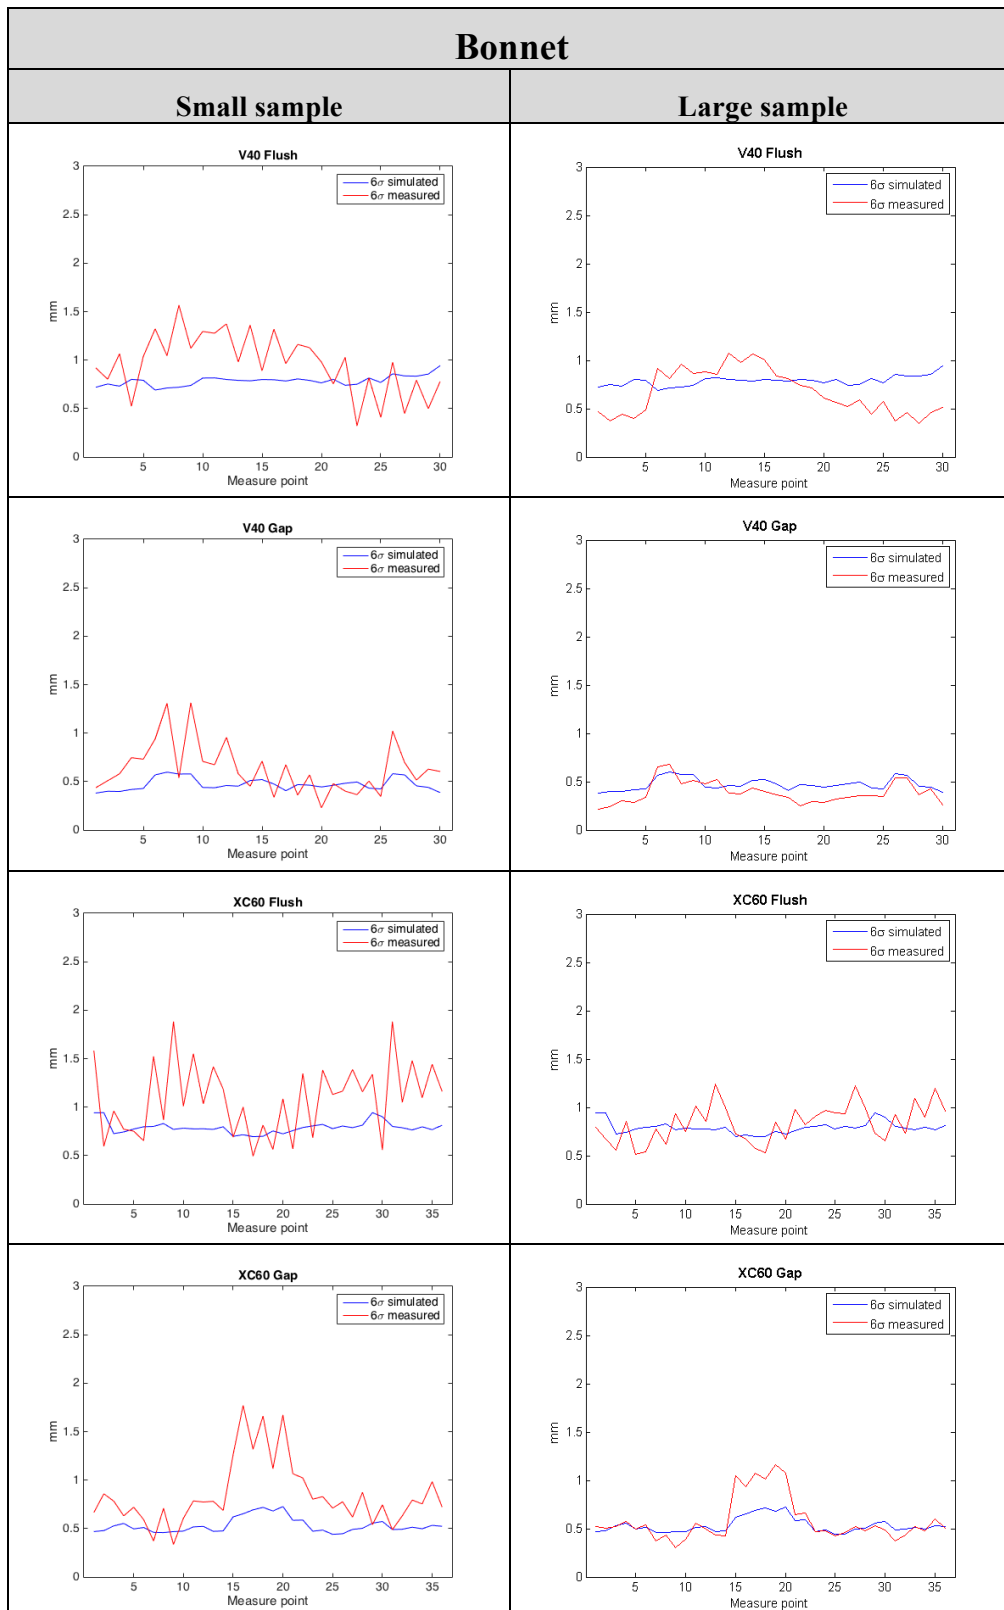 Bonnet
Small sample
Large sample
V40 Flush
3
2.5
2
1.5
1
0.5
0
mm
6σ simulated
6σ measured
5
10
15
20
25
30
Measure point
V40 Flush
3
2.5
2
1.5
1
0.5
0
mm
6σ simulated
6σ measured
5
10
15
20
25
30
Measure point
V40 Gap
3
2.5
2
1.5
1
0.5
0
mm
6σ simulated
6σ measured
5
10
15
20
25
30
Measure point
V40 Gap
3
2.5
2
1.5
1
0.5
0
mm
6σ simulated
6σ measured
5
10
15
20
25
30
Measure point
XC60 Flush
3
2.5
2
1.5
1
0.5
0
mm
6σ simulated
6σ measured
5
10
15
20
25
30
35
Measure point
XC60 Flush
3
2.5
2
1.5
1
0.5
0
mm
6σ simulated
6σ measured
5
10
15
20
25
30
35
Measure point
XC60 Gap
3
2.5
2
1.5
1
0.5
0
mm
6σ simulated
6σ measured
5
10
15
20
25
30
35
Measure point
XC60 Gap
3
2.5
2
1.5
1
0.5
0
mm
6σ simulated
6σ measured
5
10
15
20
25
30
35
Measure point